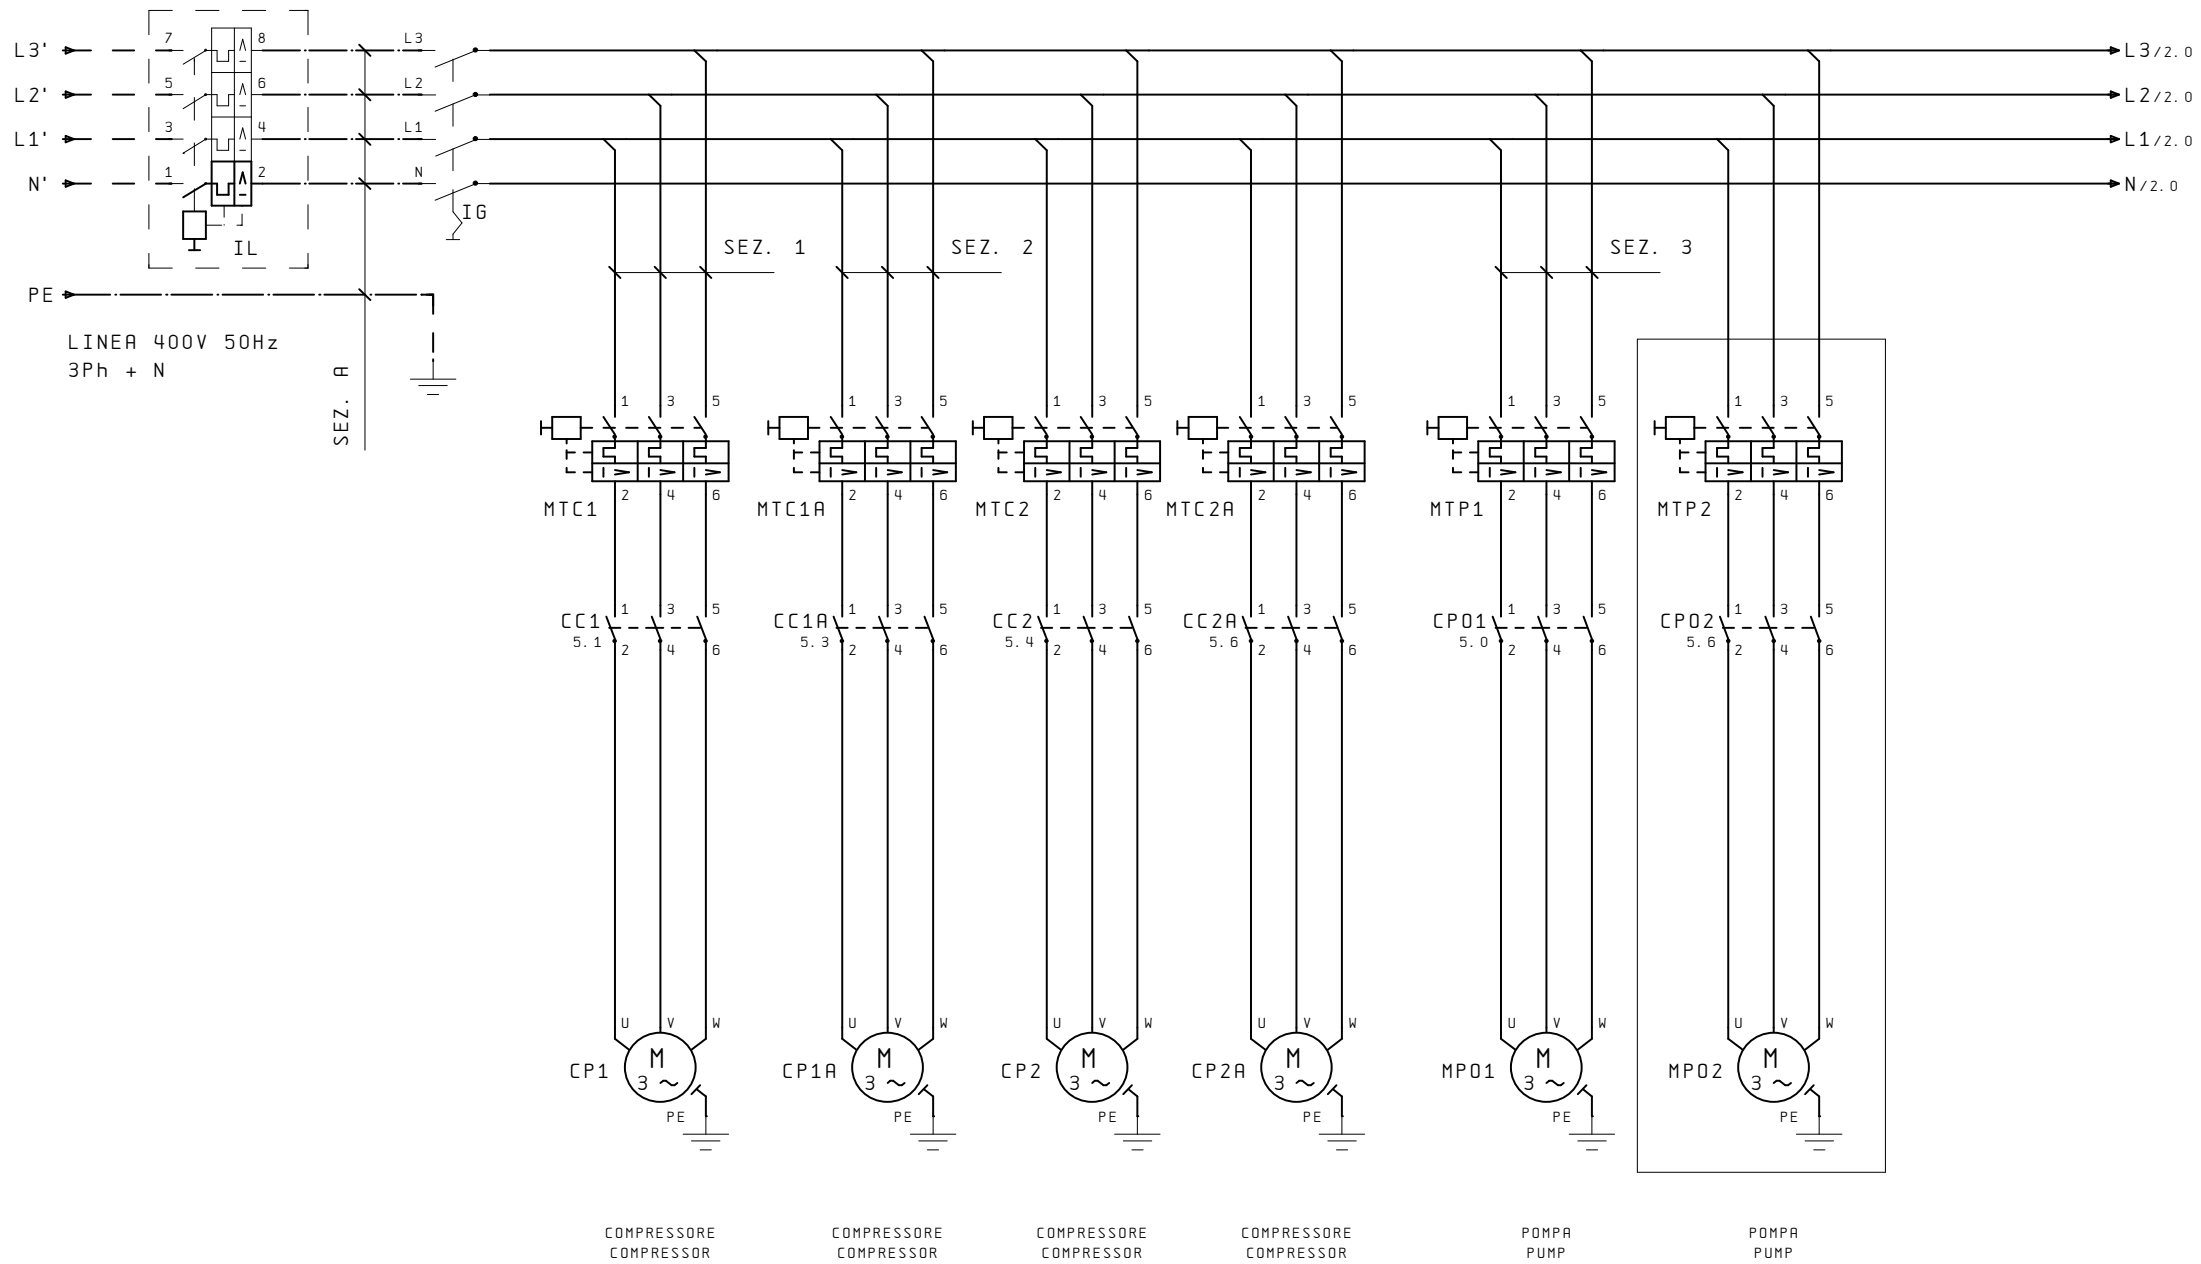 L3' 7 8 L3 L3/2.0
L2' 5 6 L2 L2/2.0
L1' 3 4 L1 L1/2.0
N' 1 2 N N/2.0
IG
IL
SEZ. 1 SEZ. 2 SEZ. 3
PE
LINEA 400V 50Hz
3Ph + N
SEZ. A
1 3 5 1 3 5 1 3 5 1 3 5 1 3 5 1 3 5
2 4 6 2 4 6 2 4 6 2 4 6 2 4 6 2 4 6
MTC1 MTC1A MTC2 MTC2A MTP1 MTP2
1 3 5 1 3 5 1 3 5 1 3 5 1 3 5 1 3 5
CC1 CC1A CC2 CC2A CPO1 CPO2
5.1 5.3 5.4 5.6 5.0 5.6
2 4 6 2 4 6 2 4 6 2 4 6 2 4 6 2 4 6
U V W U V W U V W U V W U V W U V W
M M M M M M
CP1 CP1A CP2 CP2A MPO1 MPO2
3 ~ 3 ~ 3 ~ 3 ~ 3 ~ 3 ~
PE PE PE PE PE PE
COMPRESSORE COMPRESSORE COMPRESSORE COMPRESSORE POMPA POMPA
COMPRESSOR COMPRESSOR COMPRESSOR COMPRESSOR PUMP PUMP